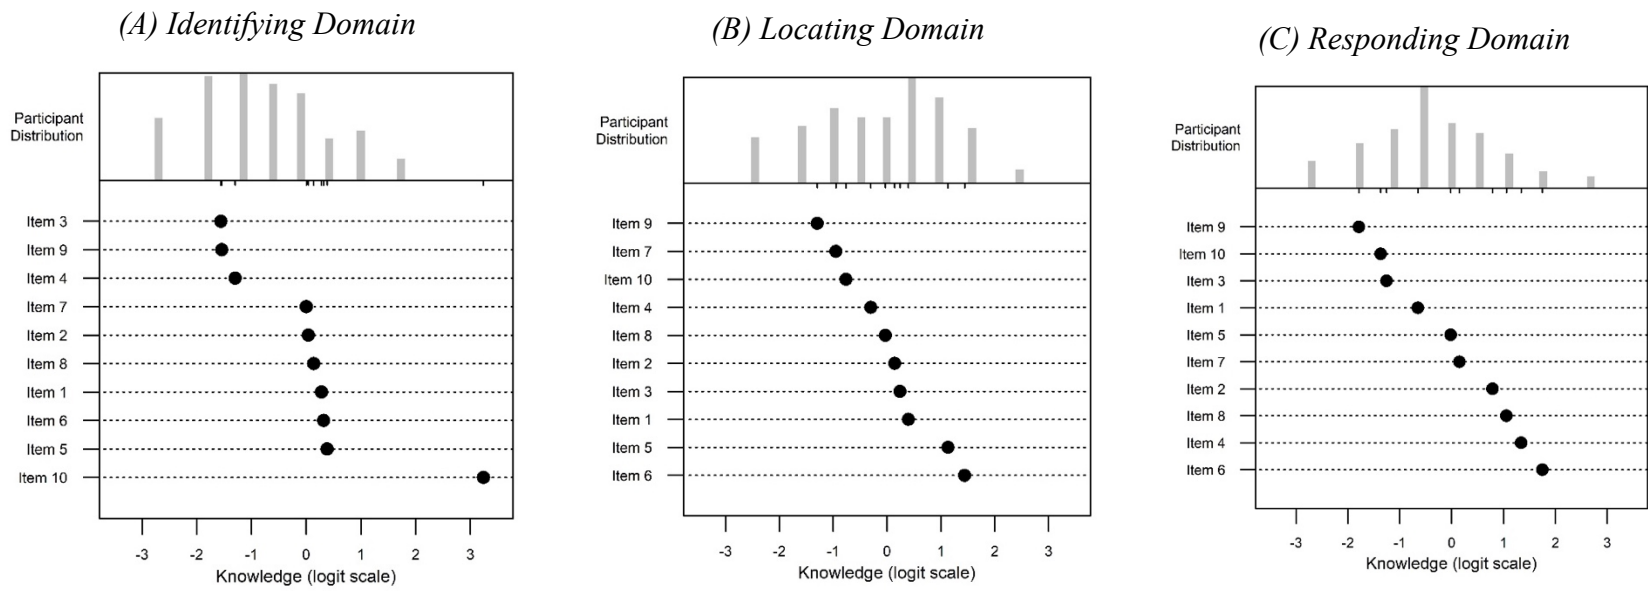 (A) Identifying Domain
Participant
Distribution
Item 3
Item 9
Item 4
Item 7
Item 2
Item 8
Item 1
Item 6
Item 5
Item 10
-3 -2 -1 0 1 2 3
Knowledge (logit scale)
(B) Locating Domain
Participant
Distribution
Item 9
Item 7
Item 10
Item 4
Item 8
Item 2
Item 3
Item 1
Item 5
Item 6
-3 -2 -1 0 1 2 3
Knowledge (logit scale)
(C) Responding Domain
Participant
Distribution
Item 9
Item 10
Item 3
Item 1
Item 5
Item 7
Item 2
Item 8
Item 4
Item 6
-3 -2 -1 0 1 2 3
Knowledge (logit scale)